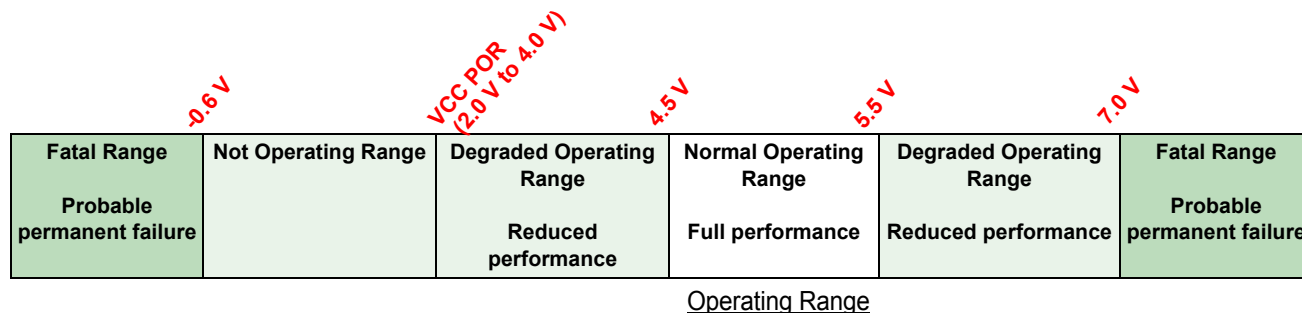 -0.6 V
VCC POR
(2.0 V to 4.0 V)
4.5 V
5.5 V
7.0 V
Fatal Range
Probable
permanent failure
Not Operating Range
Degraded Operating
Range
Reduced
performance
Normal Operating
Range
Full performance
Degraded Operating
Range
Reduced performance
Fatal Range
Probable
permanent failure
Operating Range